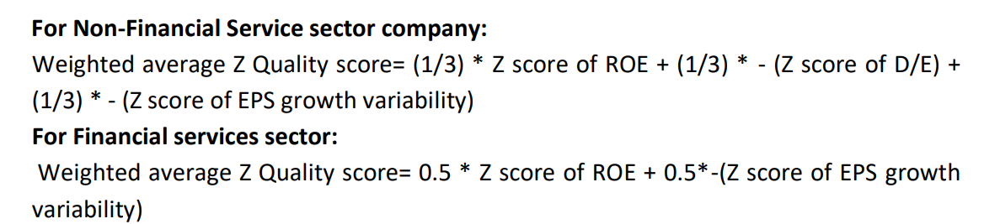 For Non-Financial Service sector company:
Weighted average Z Quality score= (1/3) * Z score of ROE + (1/3) * - (Z score of D/E) +
(1/3) * - (Z score of EPS growth variability)
For Financial services sector:
Weighted average Z Quality score= 0.5 * Z score of ROE + 0.5*-(Z score of EPS growth
variability)